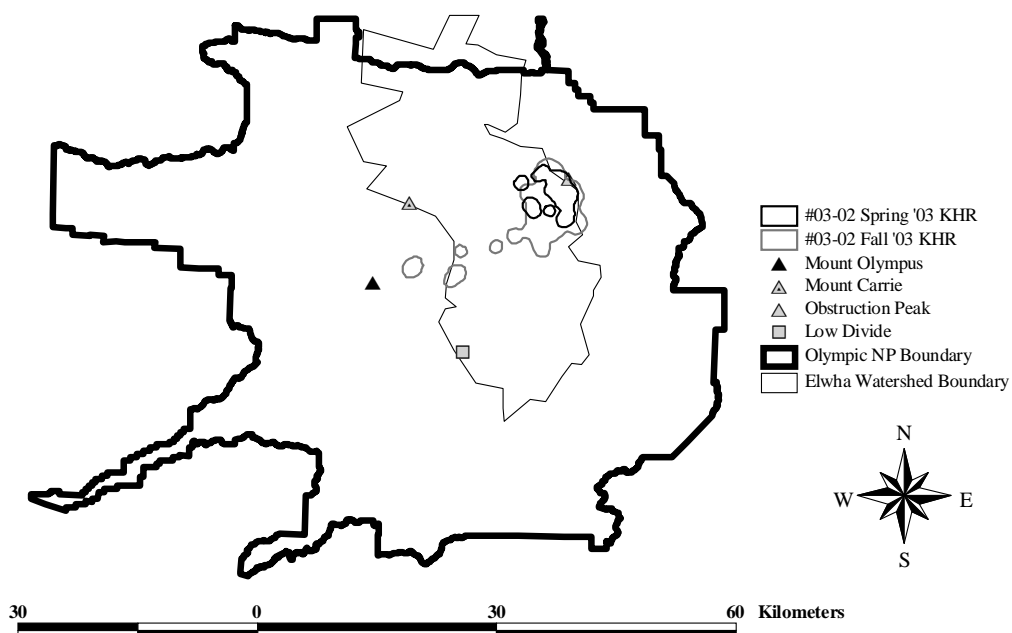 #03-02 Spring '03 KHR
#03-02 Fall '03 KHR
Mount Olympus
Mount Carrie
Obstruction Peak
Low Divide
Olympic NP Boundary
Elwha Watershed Boundary
N
W E
S
30 0 30 60 Kilometers